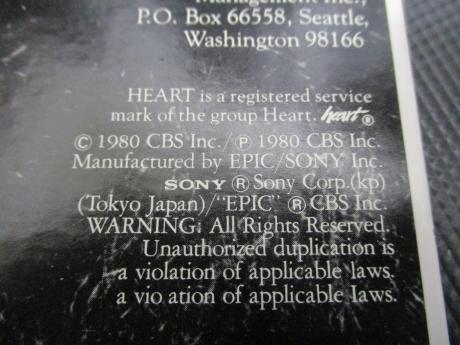 Management Inc.,
P.O. Box 66558, Seattle,
Washington 98166
HEART is a registered service
mark of the group Heart. heart®
© 1980 CBS Inc./℗ 1980 CBS Inc.
Manufactured by EPIC/SONY Inc.
SONY ® Sony Corp.(kp)
(Tokyo Japan)/"EPIC" ® CBS Inc.
WARNING: All Rights Reserved.
Unauthorized duplication is
a violation of applicable laws.
a vio ation of applicable laws.